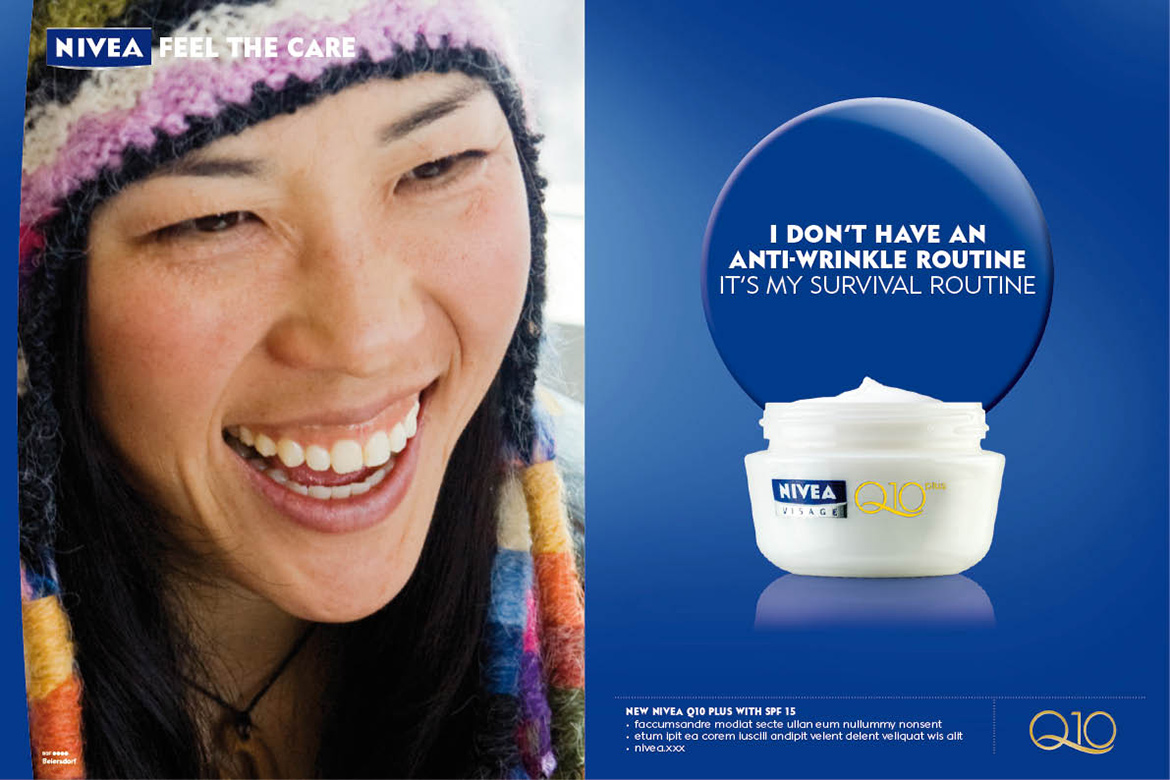 NIVEA FEEL THE CARE
I DON'T HAVE AN
ANTI-WRINKLE ROUTINE
IT'S MY SURVIVAL ROUTINE
NIVEA
VISAGE
Q10 plus
NEW NIVEA Q10 PLUS WITH SPF 15
• faccumsandre modiat secte ullan eum nullummy nonsent
• etum ipit ea corem iuscill andipit velent delent veliquat wis alit
• nivea.xxx
Q10
Beiersdorf